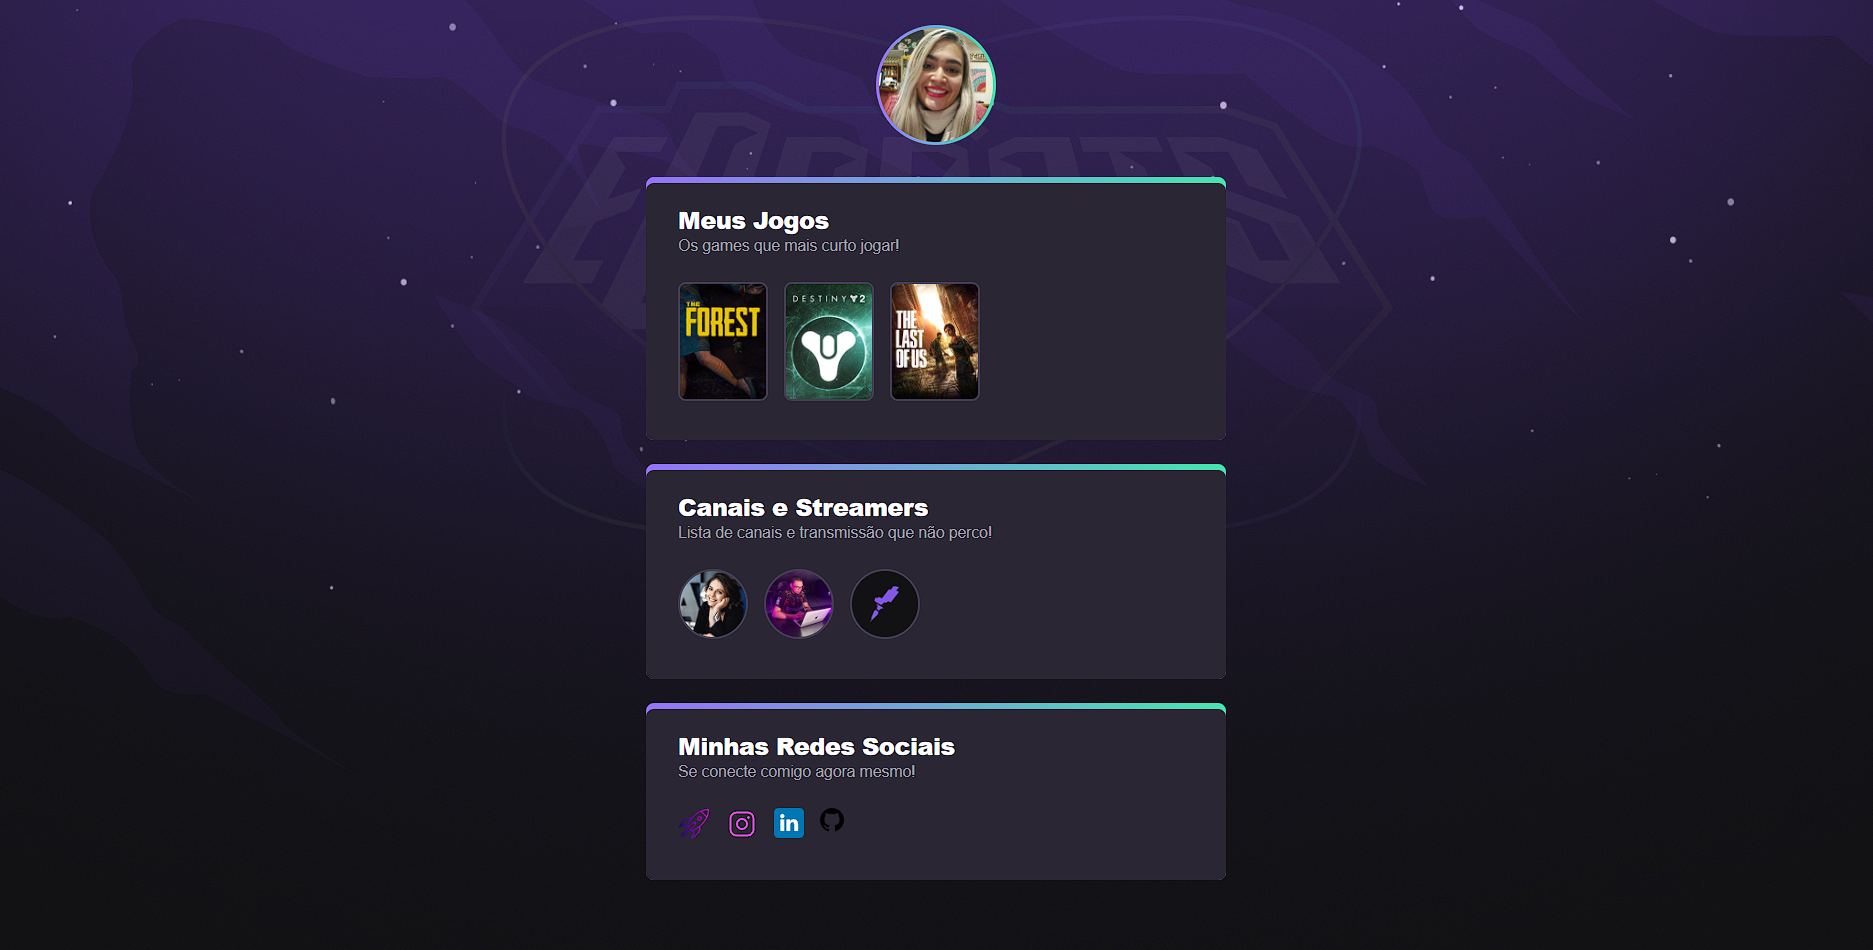 Meus Jogos
Os games que mais curto jogar!
THE
FOREST
DESTINY 2
THE
LAST
OF US
Canais e Streamers
Lista de canais e transmissão que não perco!
Minhas Redes Sociais
Se conecte comigo agora mesmo!
in